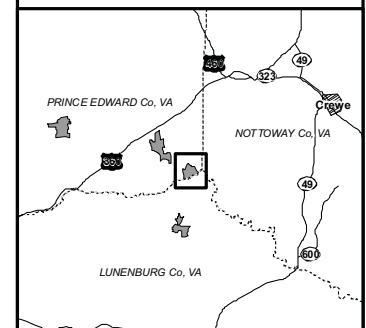 460
49
323
PRINCE EDWARD Co, VA
Crewe
NOTTOWAY Co, VA
360
49
600
LUNENBURG Co, VA